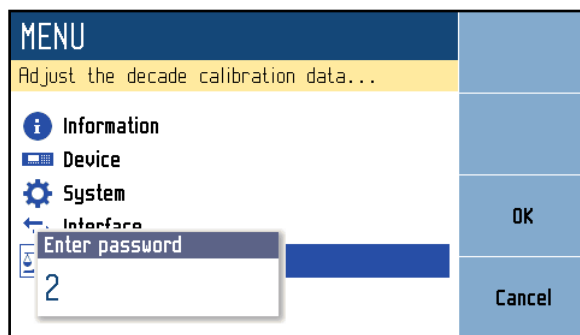 MENU
Adjust the decade calibration data...
Information
Device
System
Interface
Enter password
2
OK
Cancel